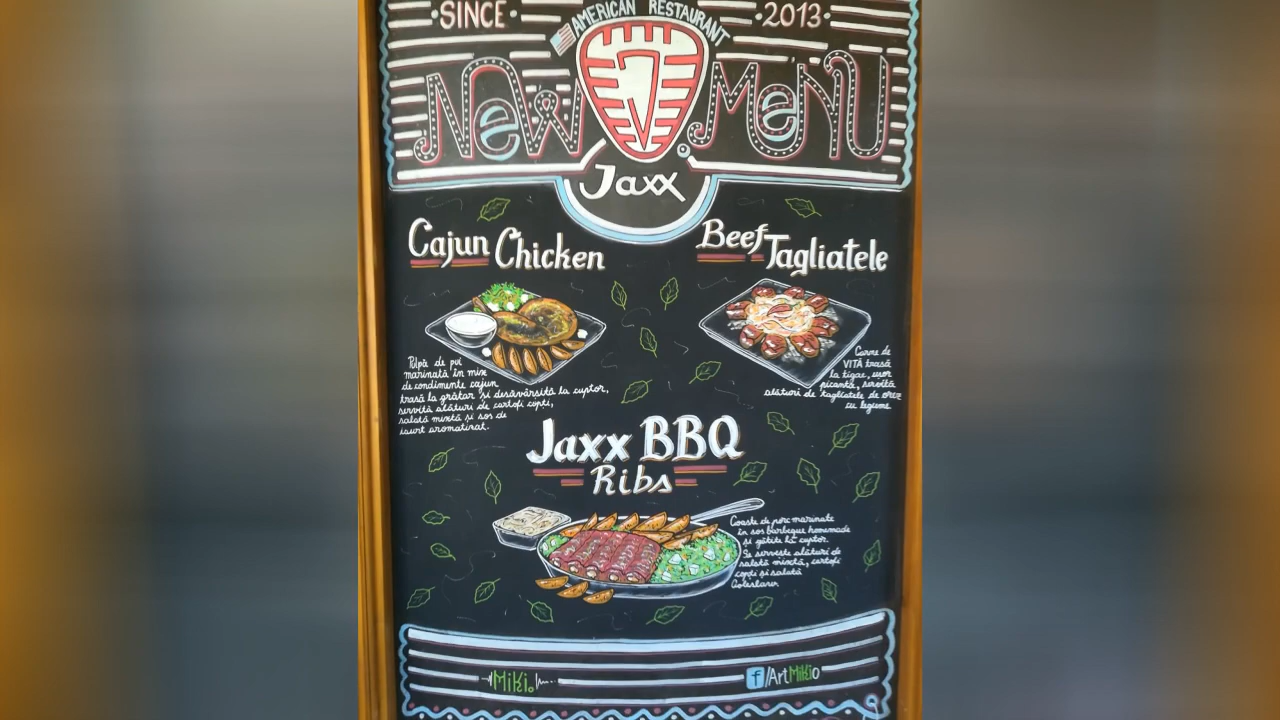 SINCE
AMERICAN RESTAURANT
2013
NeW MeNU
Jaxx
Cajun Chicken
Beef Tagliatele
Pulpă de pui
marinată în mix
de condimente cajun
trasă la grătar și desăvârșită la cuptor,
servită alături de cartofi copți,
salată mixtă și sos de
iaurt aromatizat.
Carne de
VITĂ trasă
la tigaie, ușor
picantă, servită
alături de tagliatele de orez
cu legume
Jaxx BBQ
Ribs
Coaste de porc marinate
în sos barbeque homemade
și gătite la cuptor.
Se servește alături de
salată mixtă, cartofi
copți și salată
Coleslaw.
Miki.
f/ArtMikio